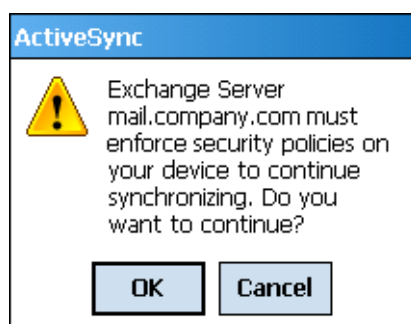 ActiveSync
Exchange Server
mail.company.com must
enforce security policies on
your device to continue
synchronizing. Do you
want to continue?
OK Cancel